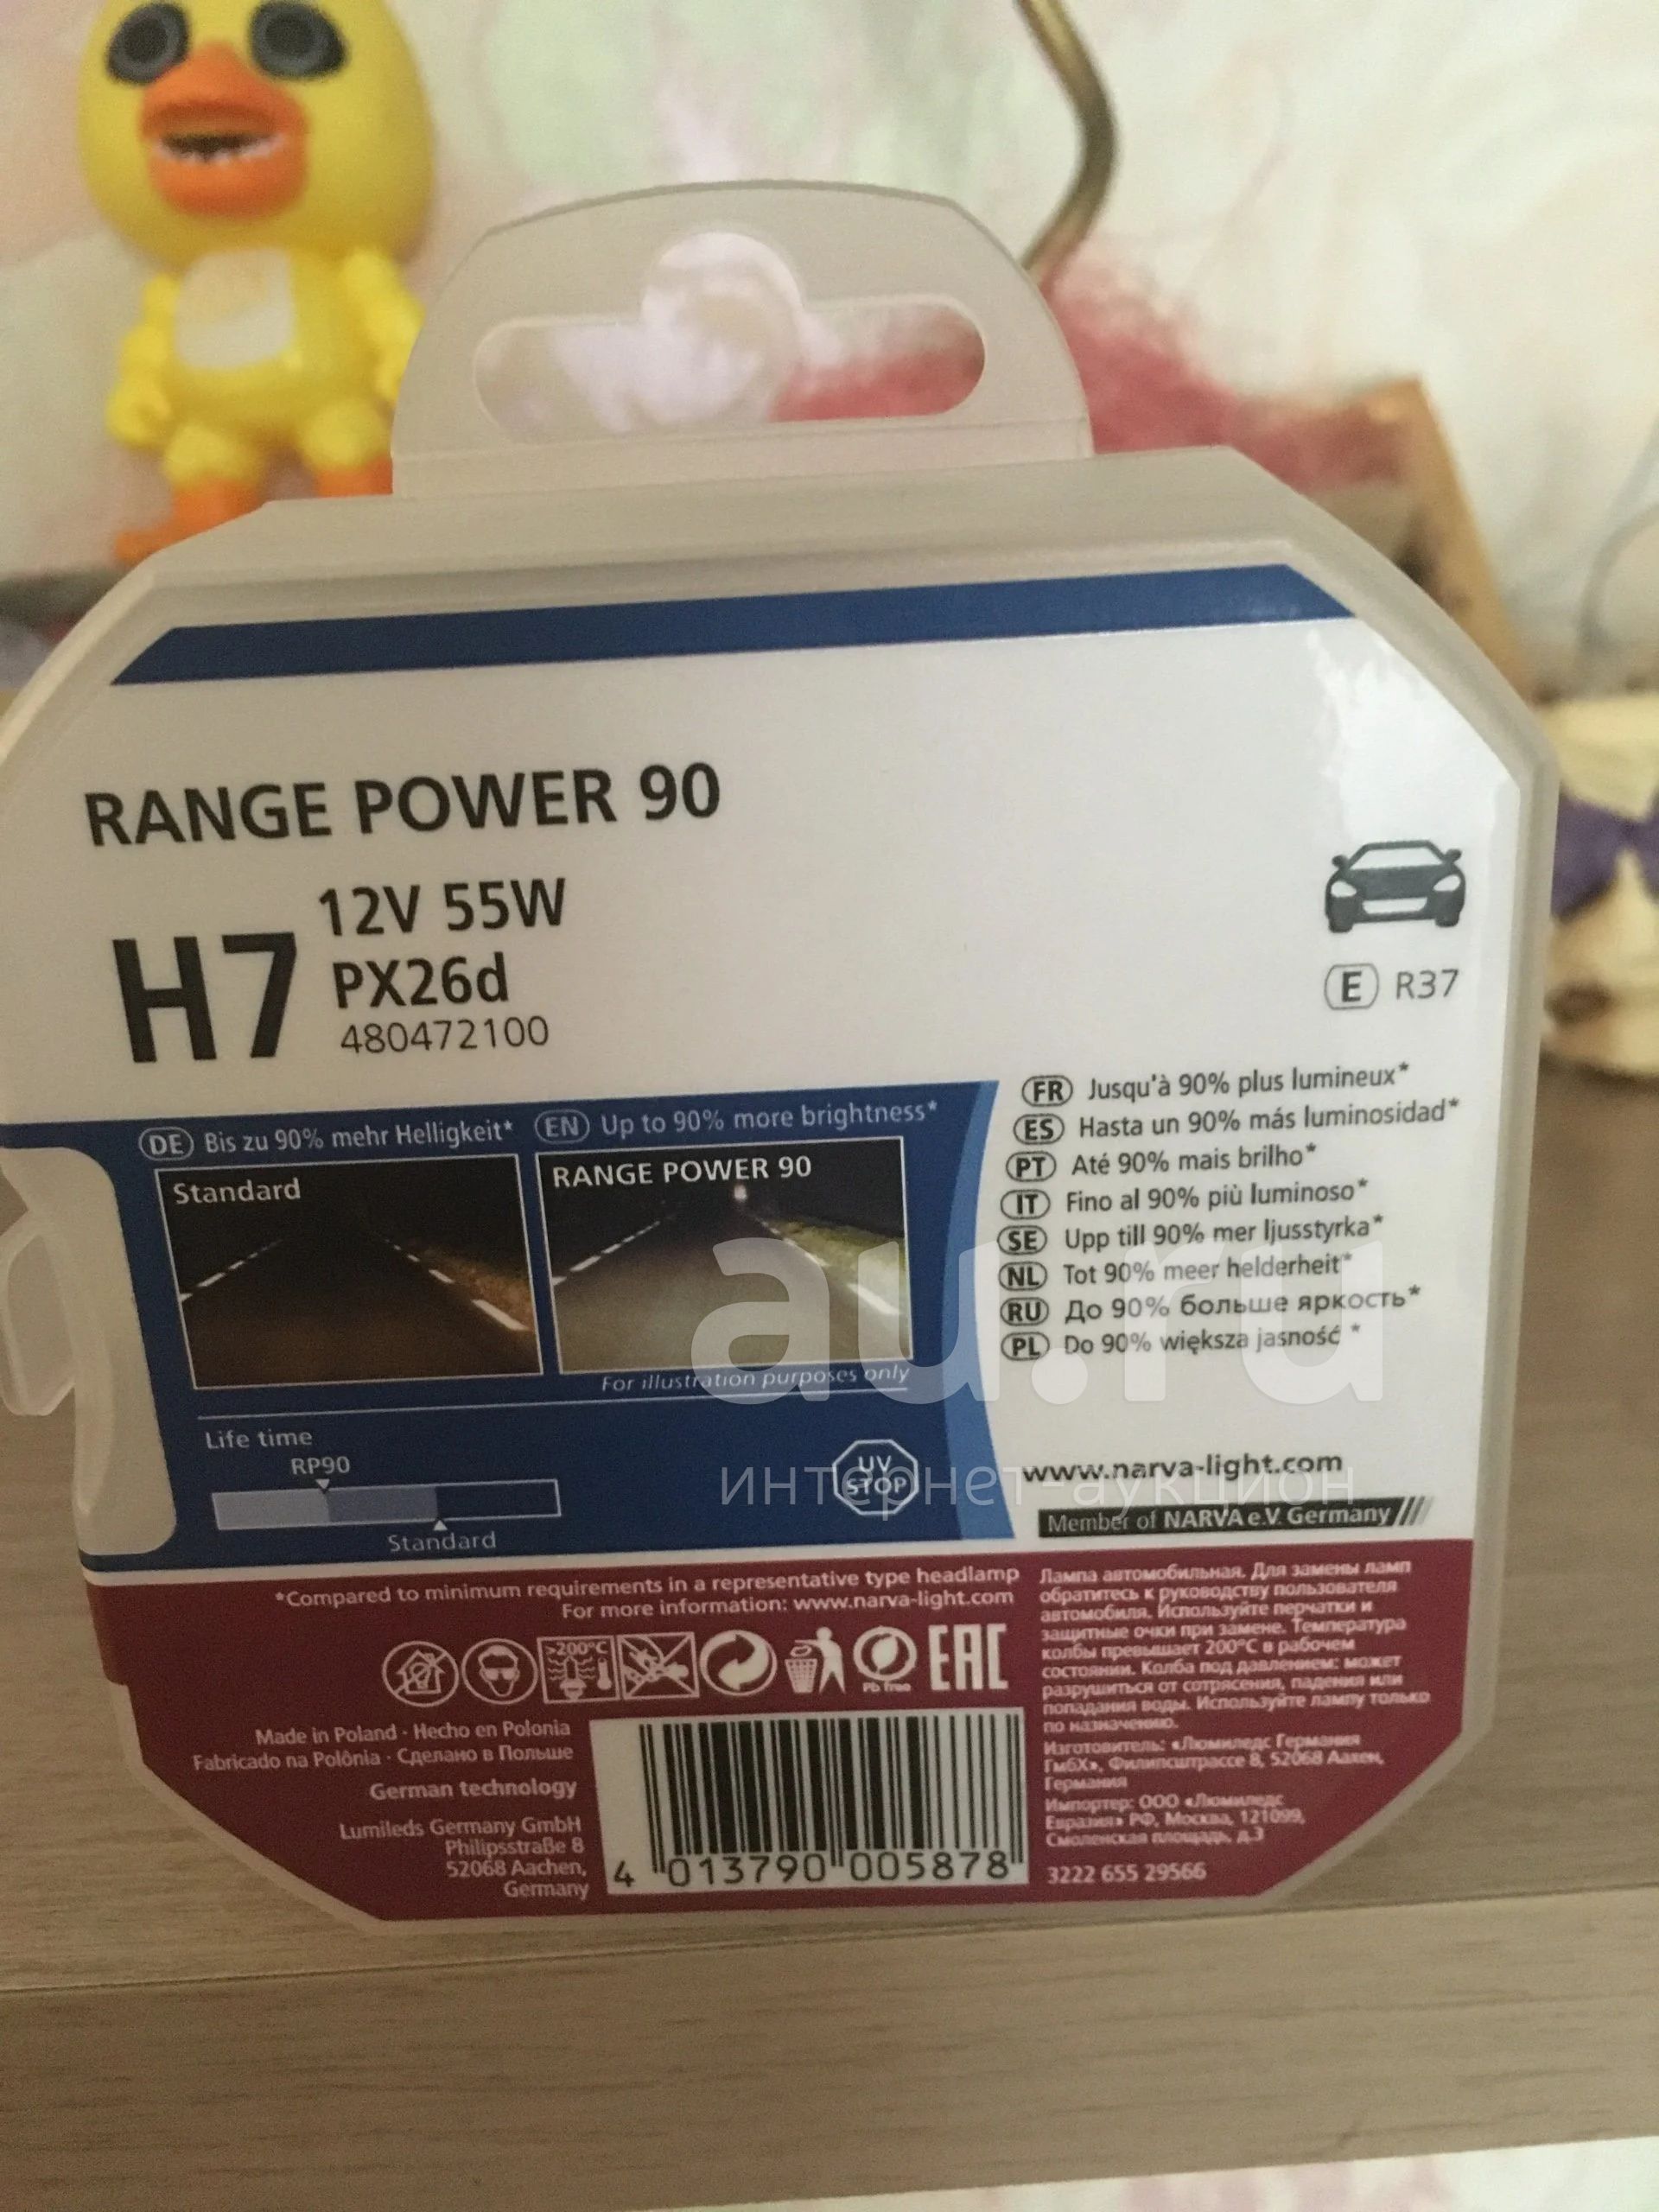 RANGE POWER 90
H7
12V 55W
PX26d
480472100
E R37
DE Bis zu 90% mehr Helligkeit*
EN Up to 90% more brightness*
Standard
RANGE POWER 90
For illustration purposes only
FR Jusqu'à 90% plus lumineux*
ES Hasta un 90% más luminosidad*
PT Até 90% mais brilho*
IT Fino al 90% più luminoso*
SE Upp till 90% mer ljusstyrka*
NL Tot 90% meer helderheit*
RU До 90% больше яркость*
PL Do 90% większa jasność *
au.ru
интернет-аукцион
Life time
RP90
Standard
UV
STOP
www.narva-light.com
Member of NARVA e.V. Germany
*Compared to minimum requirements in a representative type headlamp
For more information: www.narva-light.com
>200°C
Pb free
EAC
Made in Poland · Hecho en Polonia
Fabricado na Polônia · Сделано в Польше
German technology
Lumileds Germany GmbH
Philipsstraße 8
52068 Aachen,
Germany
4 013790 005878
Лампа автомобильная. Для замены ламп
обратитесь к руководству пользователя
автомобиля. Используйте перчатки и
защитные очки при замене. Температура
колбы превышает 200°C в рабочем
состоянии. Колба под давлением: может
разрушиться от сотрясения, падения или
попадания воды. Используйте лампу только
по назначению.
Изготовитель: «Люмиледс Германия
ГмбХ», Филипсштрассе 8, 52068 Аахен,
Германия
Импортер: ООО «Люмиледс
Евразия» РФ, Москва, 121099,
Смоленская площадь, д.3
3222 655 29566